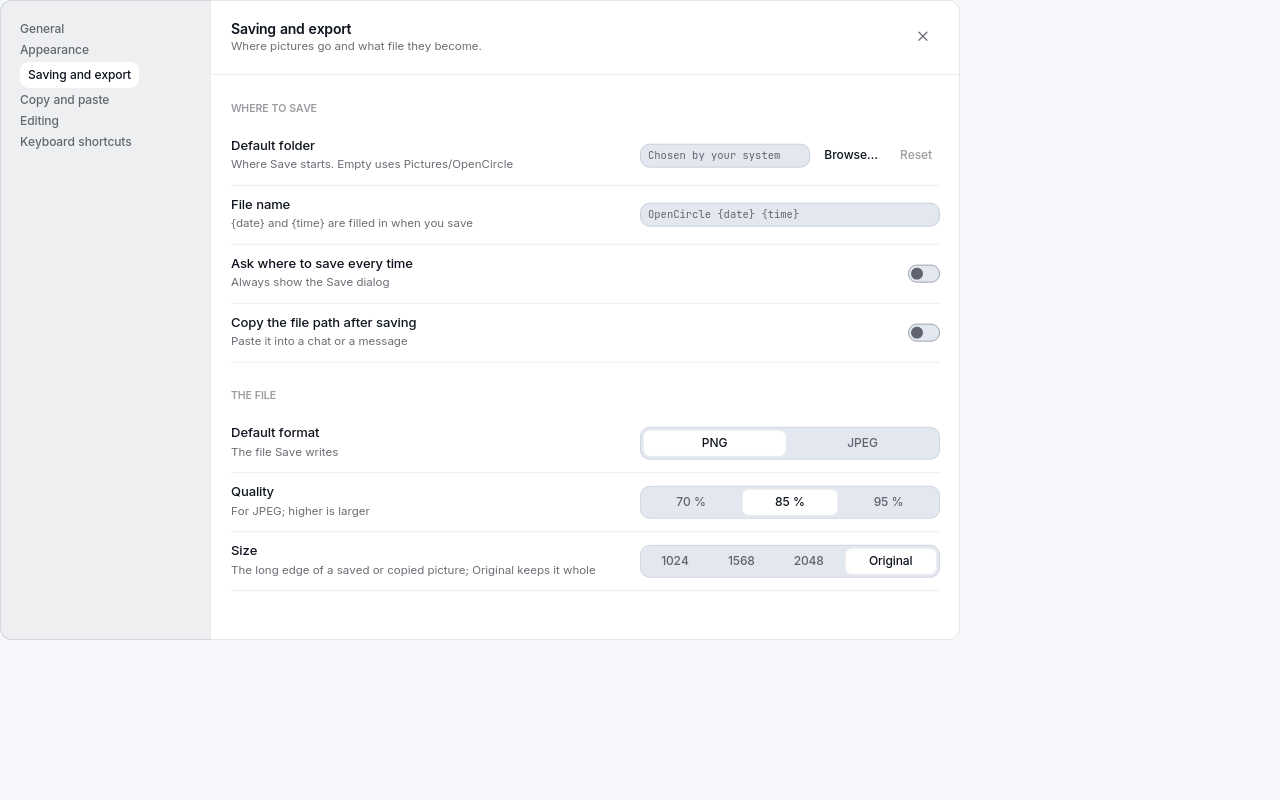 General
Appearance
Saving and export
Copy and paste
Editing
Keyboard shortcuts
Saving and export
Where pictures go and what file they become.
WHERE TO SAVE
Default folder
Where Save starts. Empty uses Pictures/OpenCircle
Chosen by your system
Browse...
Reset
File name
{date} and {time} are filled in when you save
OpenCircle {date} {time}
Ask where to save every time
Always show the Save dialog
Copy the file path after saving
Paste it into a chat or a message
THE FILE
Default format
The file Save writes
PNG JPEG
Quality
For JPEG; higher is larger
70 % 85 % 95 %
Size
The long edge of a saved or copied picture; Original keeps it whole
1024 1568 2048 Original